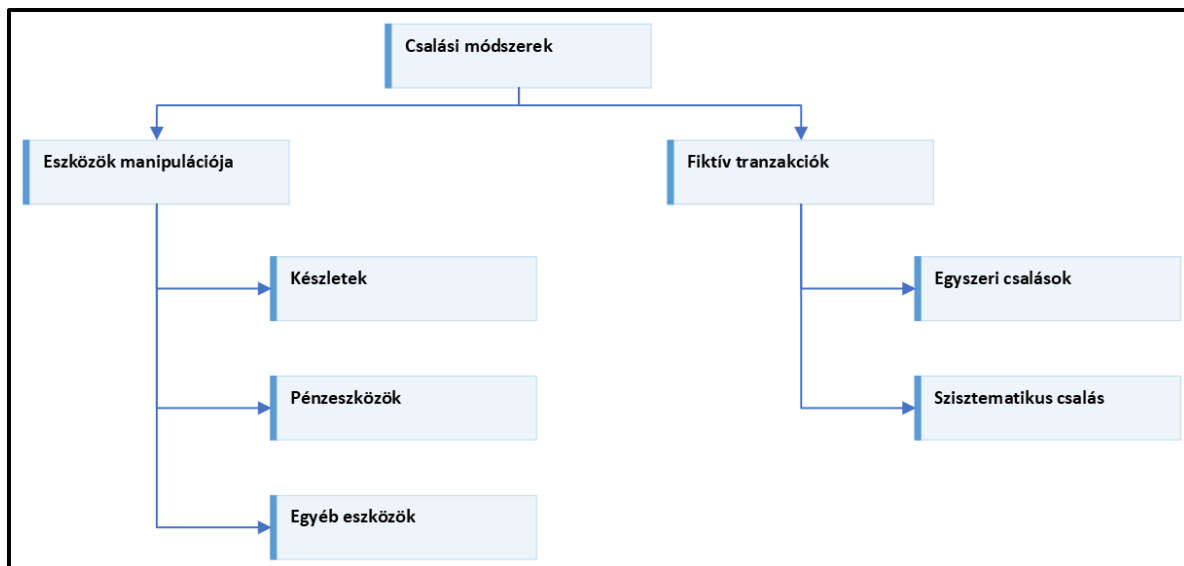 Csalási módszerek
Eszközök manipulációja
Fiktív tranzakciók
Készletek
Egyszeri csalások
Pénzeszközök
Szisztematikus csalás
Egyéb eszközök